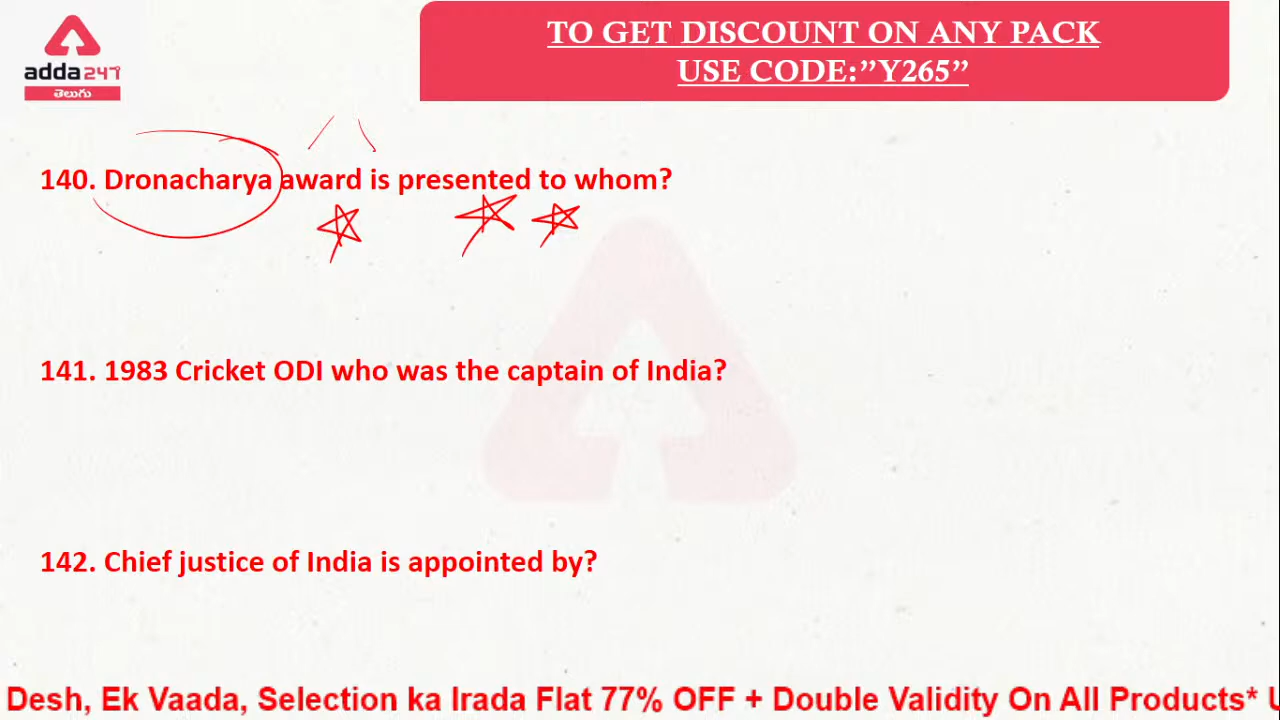 adda247
తెలుగు
TO GET DISCOUNT ON ANY PACK
USE CODE:”Y265”
140. Dronacharya award is presented to whom?
141. 1983 Cricket ODI who was the captain of India?
142. Chief justice of India is appointed by?
Desh, Ek Vaada, Selection ka Irada Flat 77% OFF + Double Validity On All Products*